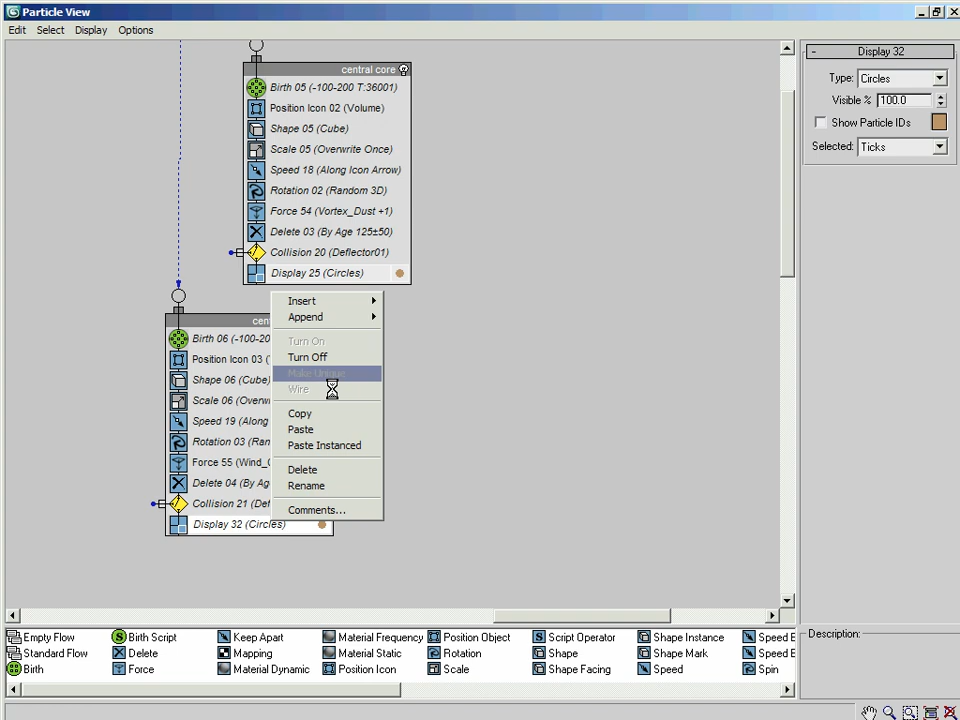 Particle View
Edit Select Display Options
central core
Birth 05 (-100-200 T:36001)
Position Icon 02 (Volume)
Shape 05 (Cube)
Scale 05 (Overwrite Once)
Speed 18 (Along Icon Arrow)
Rotation 02 (Random 3D)
Force 54 (Vortex_Dust +1)
Delete 03 (By Age 125±50)
Collision 20 (Deflector01)
Display 25 (Circles)
Birth 06 (-100-20
Position Icon 03 (
Shape 06 (Cube)
Scale 06 (Overw
Speed 19 (Along
Rotation 03 (Ran
Force 55 (Wind_
Delete 04 (By Ag
Collision 21 (Def
Display 32 (Circles)
Insert
Append
Turn On
Turn Off
Make Unique
Wire
Copy
Paste
Paste Instanced
Delete
Rename
Comments...
- Display 32
Type: Circles
Visible % 100.0
Show Particle IDs
Selected: Ticks
Empty Flow Birth Script Keep Apart Material Frequency Position Object Script Operator Shape Instance Speed B
Standard Flow Delete Mapping Material Static Rotation Shape Shape Mark Speed B
Birth Force Material Dynamic Position Icon Scale Shape Facing Speed Spin
Description: